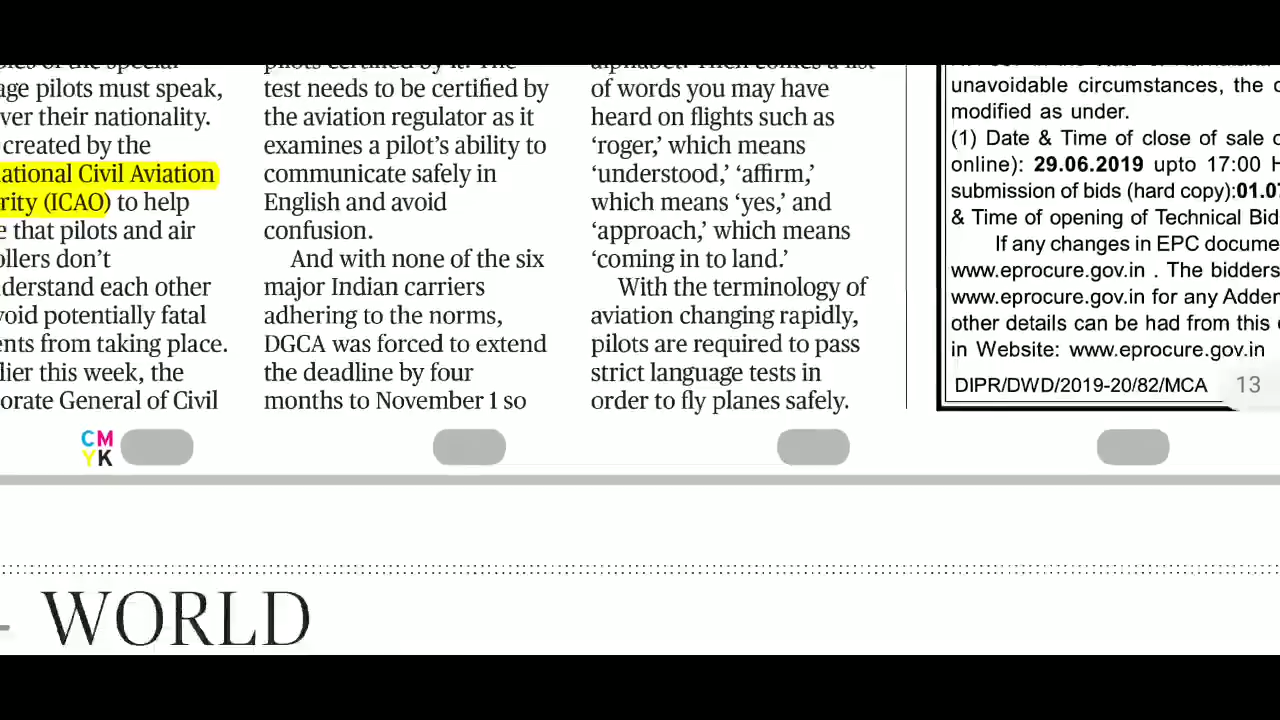 age pilots must speak,
ver their nationality.
created by the
ational Civil Aviation
rity (ICAO) to help
e that pilots and air
ollers don't
derstand each other
void potentially fatal
ents from taking place.
lier this week, the
orate General of Civil
pilots certified by it. The
test needs to be certified by
the aviation regulator as it
examines a pilot's ability to
communicate safely in
English and avoid
confusion.
And with none of the six
major Indian carriers
adhering to the norms,
DGCA was forced to extend
the deadline by four
months to November 1 so
alphabet. Then comes a list
of words you may have
heard on flights such as
‘roger,’ which means
‘understood,’ ‘affirm,’
which means ‘yes,’ and
‘approach,’ which means
‘coming in to land.’
With the terminology of
aviation changing rapidly,
pilots are required to pass
strict language tests in
order to fly planes safely.
unavoidable circumstances, the
modified as under.
(1) Date & Time of close of sale o
online): 29.06.2019 upto 17:00 H
submission of bids (hard copy):01.07
& Time of opening of Technical Bid
If any changes in EPC docume
www.eprocure.gov.in . The bidders
www.eprocure.gov.in for any Adden
other details can be had from this
in Website: www.eprocure.gov.in
DIPR/DWD/2019-20/82/MCA 13
CM
YK
WORLD